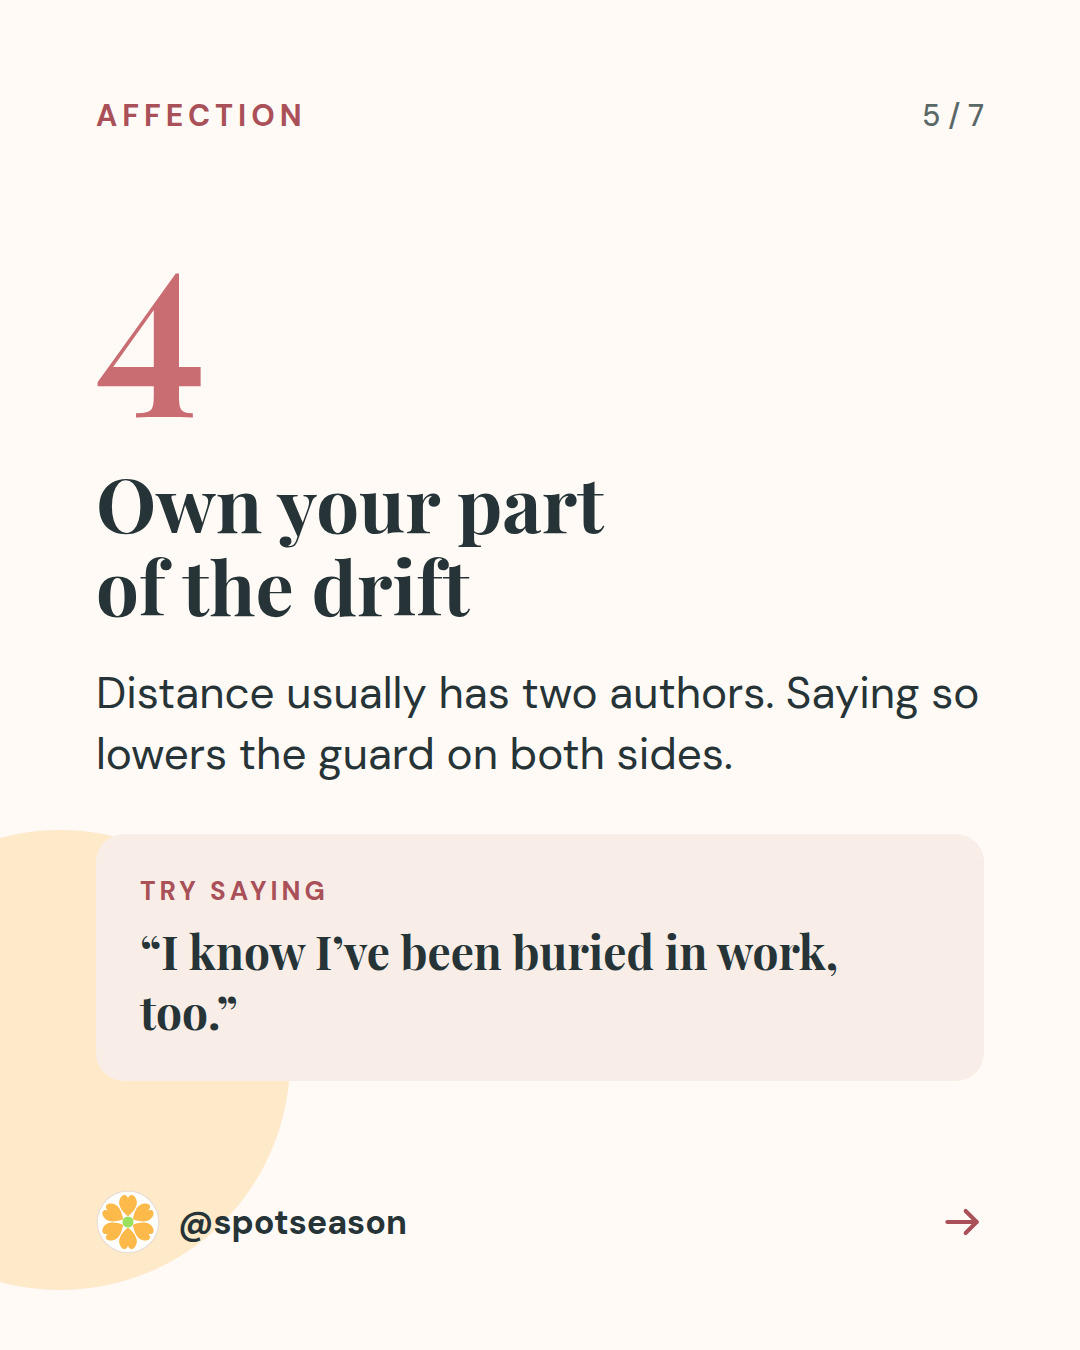 AFFECTION
5 / 7
4
Own your part
of the drift
Distance usually has two authors. Saying so
lowers the guard on both sides.
TRY SAYING
“I know I’ve been buried in work,
too.”
@spotseason